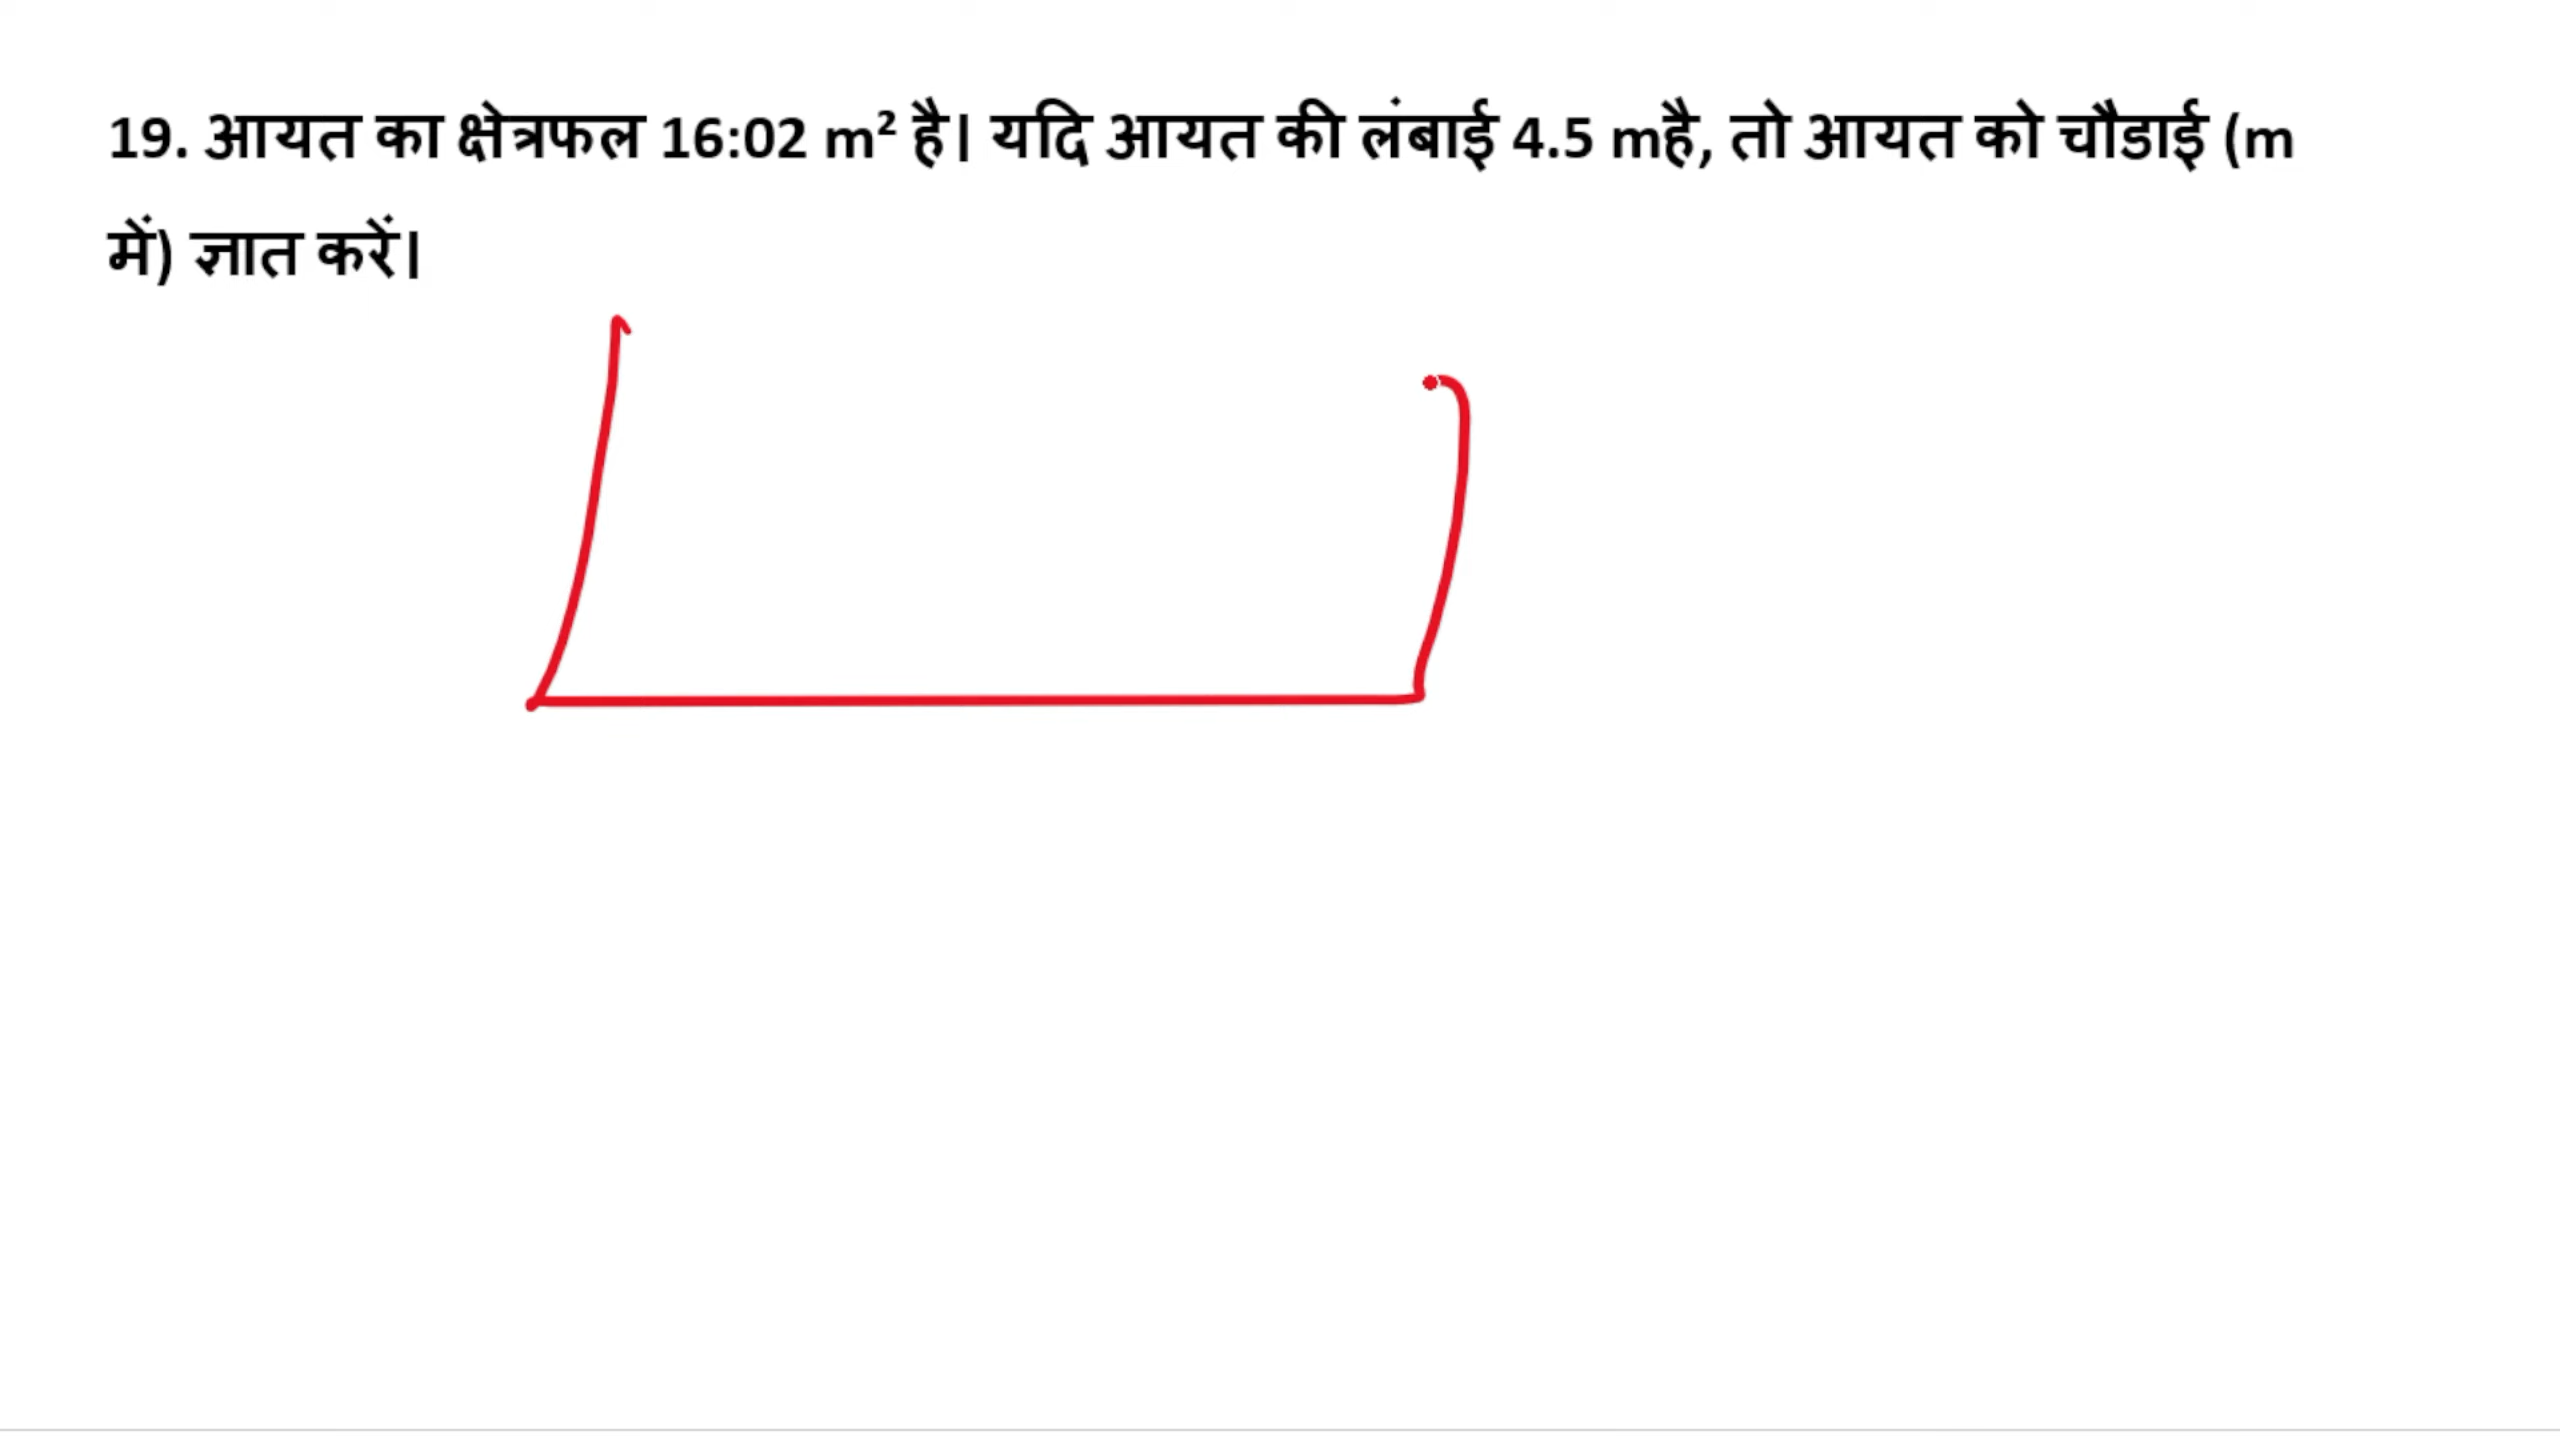 19. आयत का क्षेत्रफल 16:02 m² है। यदि आयत की लंबाई 4.5 mहै, तो आयत को चौडाई (m
में) ज्ञात करें।